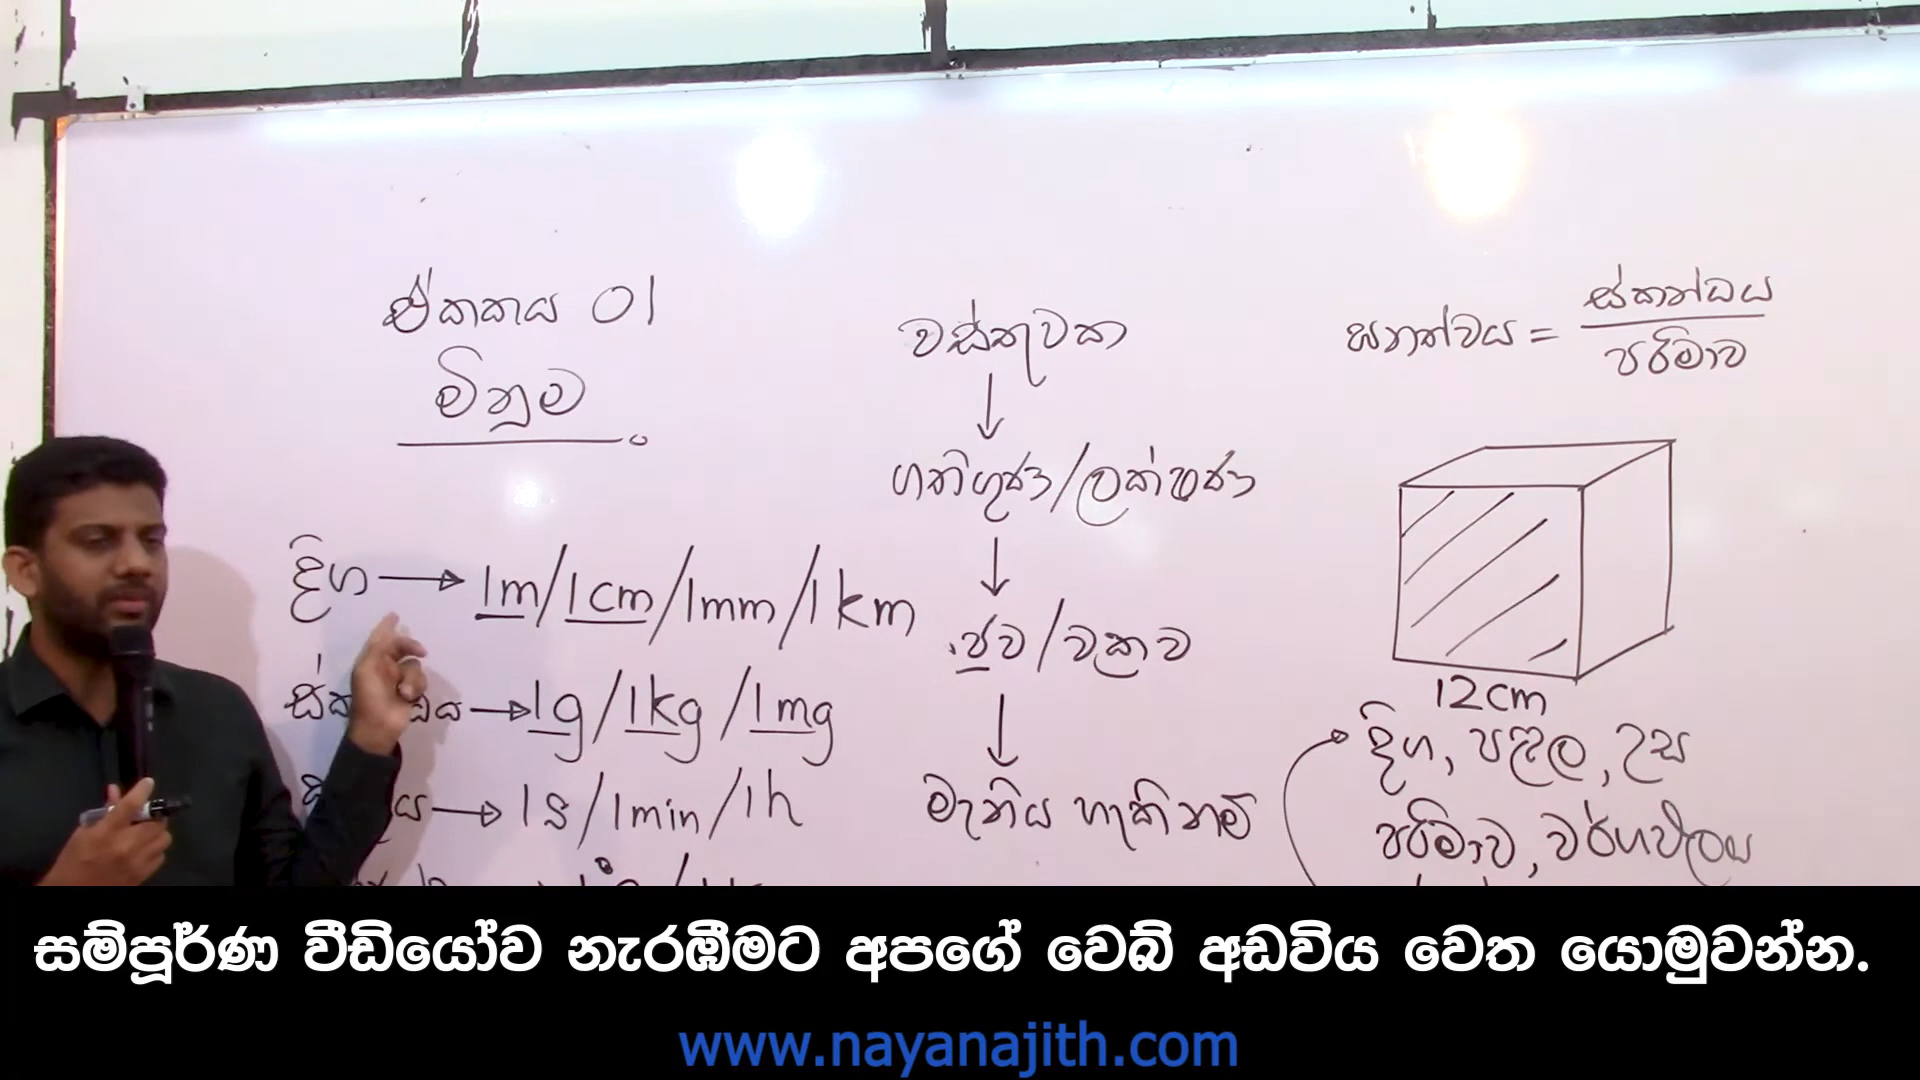 ඒකකය 01
මිනුම
දිග → 1m/1cm/1mm/1km
→ 1g/1kg/1mg
→ 1s/1min/1h
වස්තුවක
↓
ගතිගුණ/ලක්ෂණ
↓
ජව/චක්‍රව
↓
මැනිය හැකිනම්
ඝනත්වය = ස්කන්ධය
පරිමාව
12cm
දිග, පළල, උස
පරිමාව, වර්ගඵලය
සම්පූර්ණ වීඩියෝව නැරඹීමට අපගේ වෙබ් අඩවිය වෙත යොමුවන්න.
www.nayanajith.com